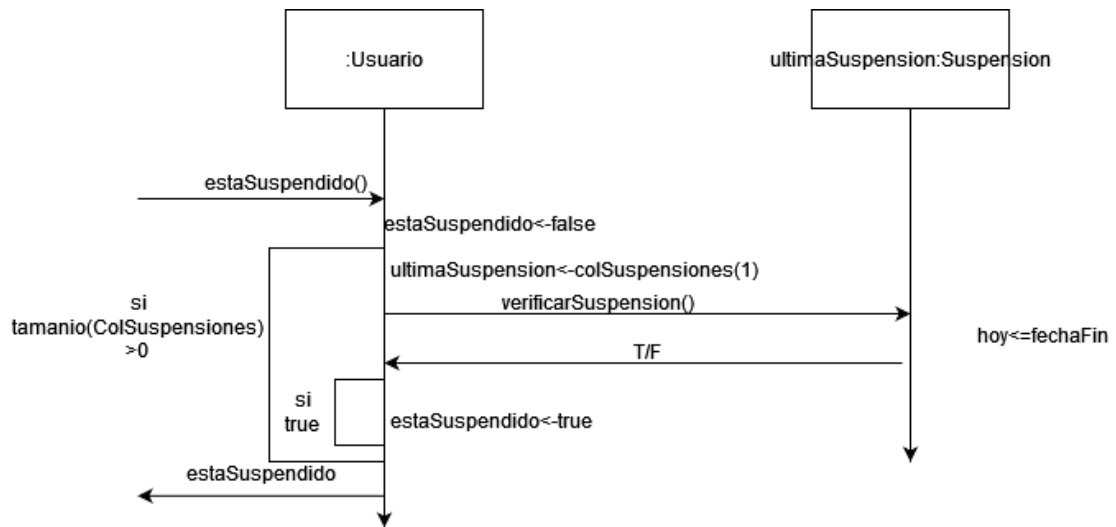 :Usuario
ultimaSuspension:Suspension
estaSuspendido()
estaSuspendido<-false
ultimaSuspension<-colSuspensiones(1)
si
tamanio(ColSuspensiones)
>0
verificarSuspension()
hoy<=fechaFin
T/F
si
true
estaSuspendido<-true
estaSuspendido